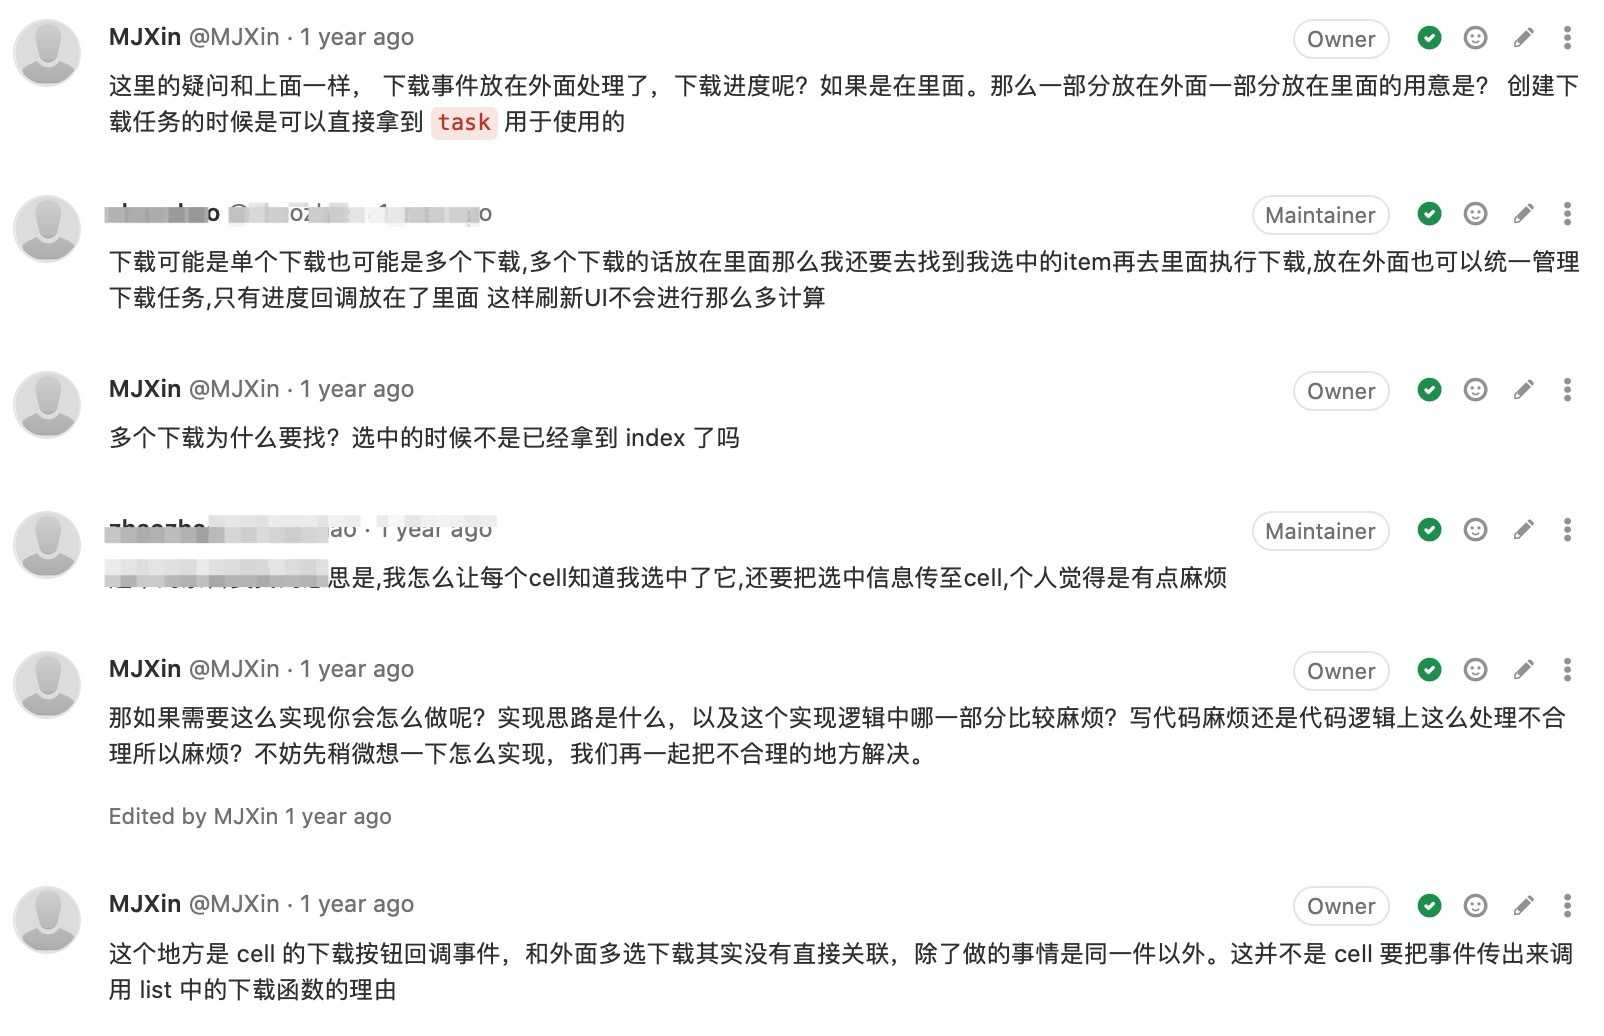 MJXin @MJXin · 1 year ago Owner
这里的疑问和上面一样， 下载事件放在外面处理了，下载进度呢？如果是在里面。那么一部分放在外面一部分放在里面的用意是？ 创建下
载任务的时候是可以直接拿到 task 用于使用的
Maintainer
下载可能是单个下载也可能是多个下载,多个下载的话放在里面那么我还要去找到我选中的item再去里面执行下载,放在外面也可以统一管理
下载任务,只有进度回调放在了里面 这样刷新UI不会进行那么多计算
MJXin @MJXin · 1 year ago Owner
多个下载为什么要找？选中的时候不是已经拿到 index 了吗
· 1 year ago Maintainer
思是,我怎么让每个cell知道我选中了它,还要把选中信息传至cell,个人觉得是有点麻烦
MJXin @MJXin · 1 year ago Owner
那如果需要这么实现你会怎么做呢？实现思路是什么，以及这个实现逻辑中哪一部分比较麻烦？写代码麻烦还是代码逻辑上这么处理不合
理所以麻烦？不妨先稍微想一下怎么实现，我们再一起把不合理的地方解决。
Edited by MJXin 1 year ago
MJXin @MJXin · 1 year ago Owner
这个地方是 cell 的下载按钮回调事件，和外面多选下载其实没有直接关联，除了做的事情是同一件以外。这并不是 cell 要把事件传出来调
用 list 中的下载函数的理由